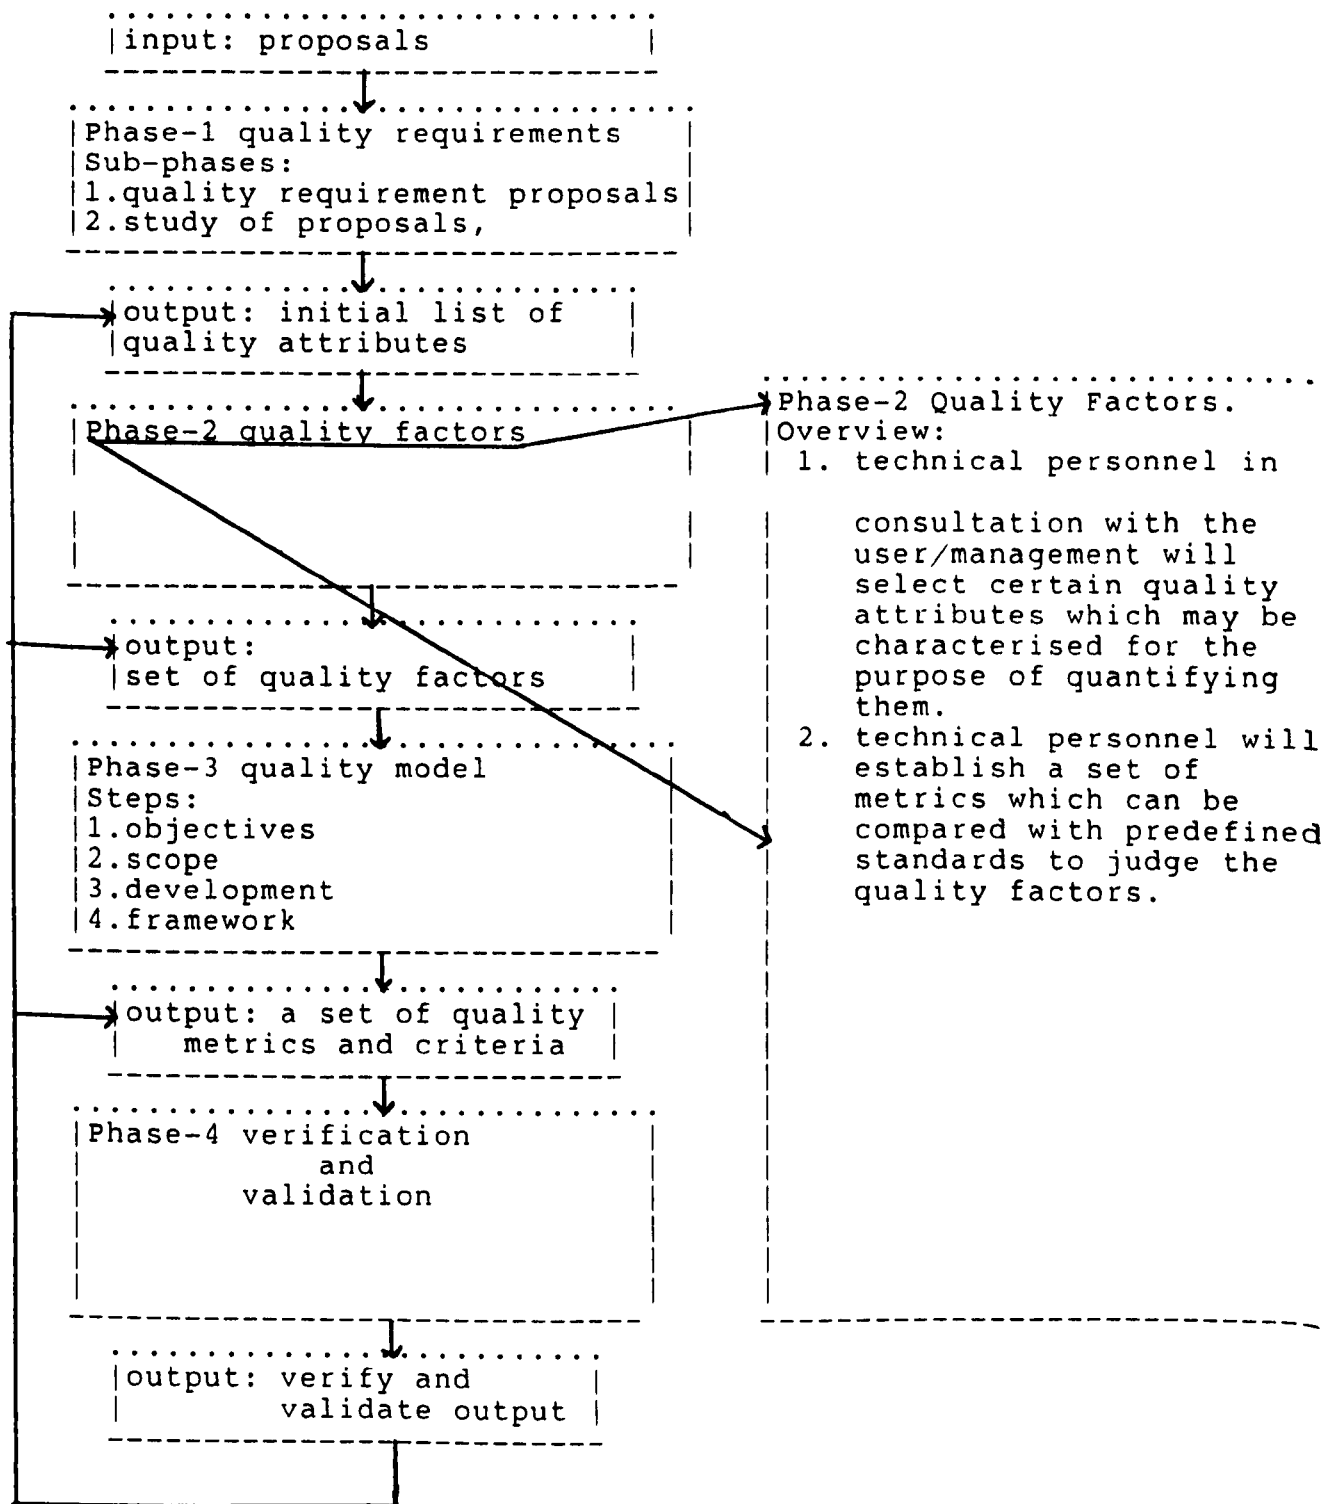 input: proposals
Phase-1 quality requirements
Sub-phases:
1.quality requirement proposals
2.study of proposals,
output: initial list of
quality attributes
Phase-2 quality factors
output:
set of quality factors
Phase-3 quality model
Steps:
1.objectives
2.scope
3.development
4.framework
output: a set of quality
metrics and criteria
Phase-4 verification
and
validation
output: verify and
validate output
Phase-2 Quality Factors.
Overview:
1. technical personnel in
consultation with the
user/management will
select certain quality
attributes which may be
characterised for the
purpose of quantifying
them.
2. technical personnel will
establish a set of
metrics which can be
compared with predefined
standards to judge the
quality factors.